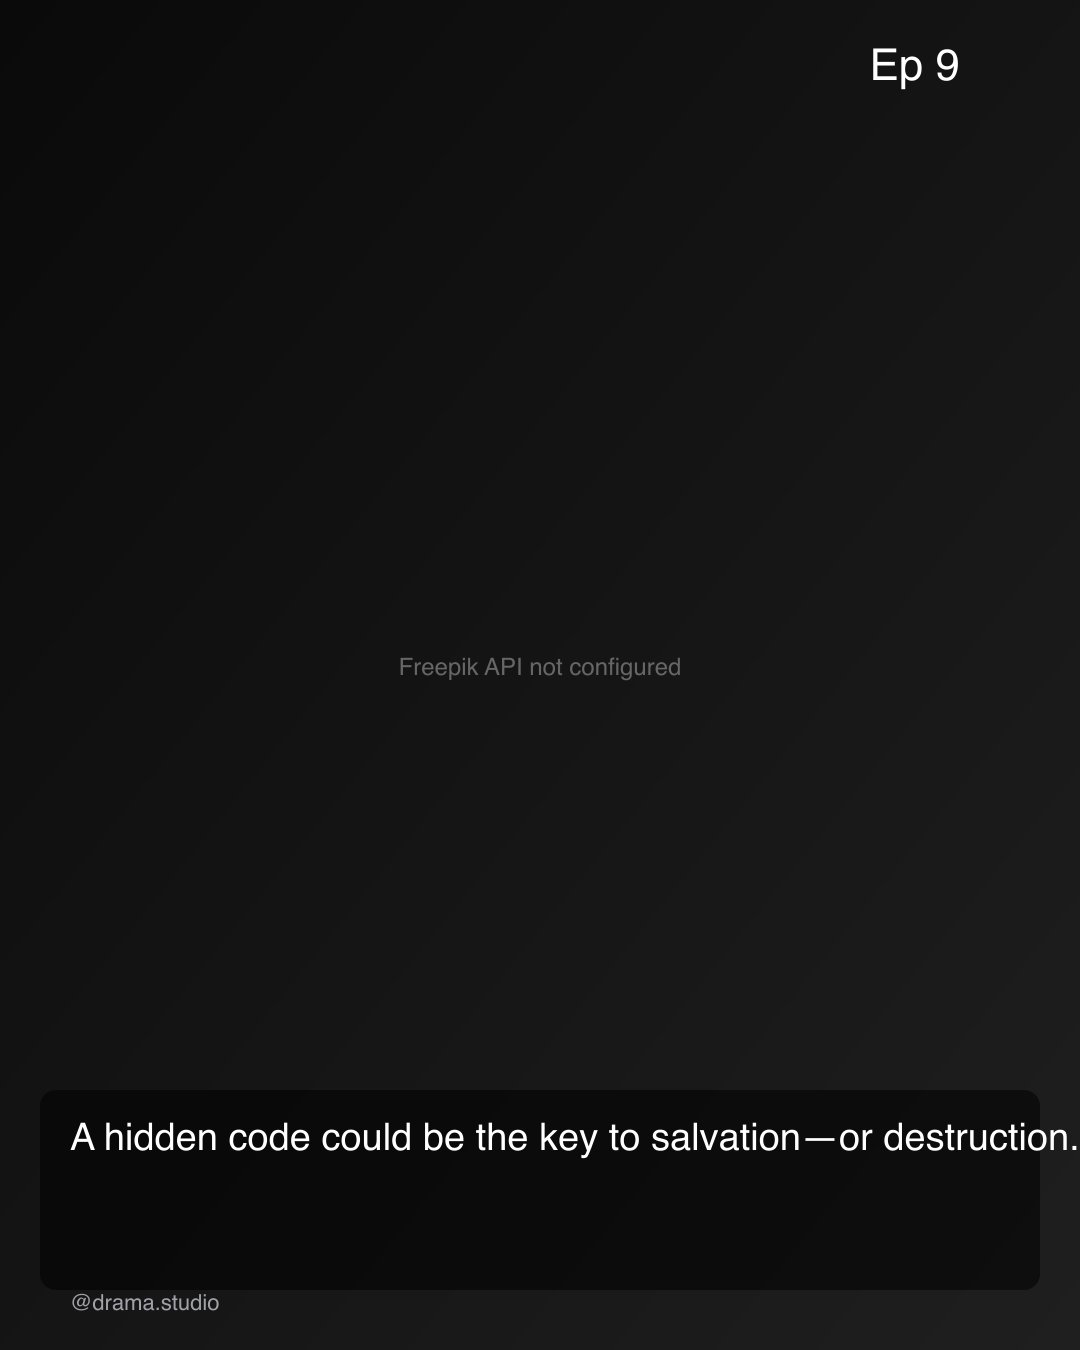 Ep 9
Freepik API not configured
A hidden code could be the key to salvation—or destruction.
@drama.studio